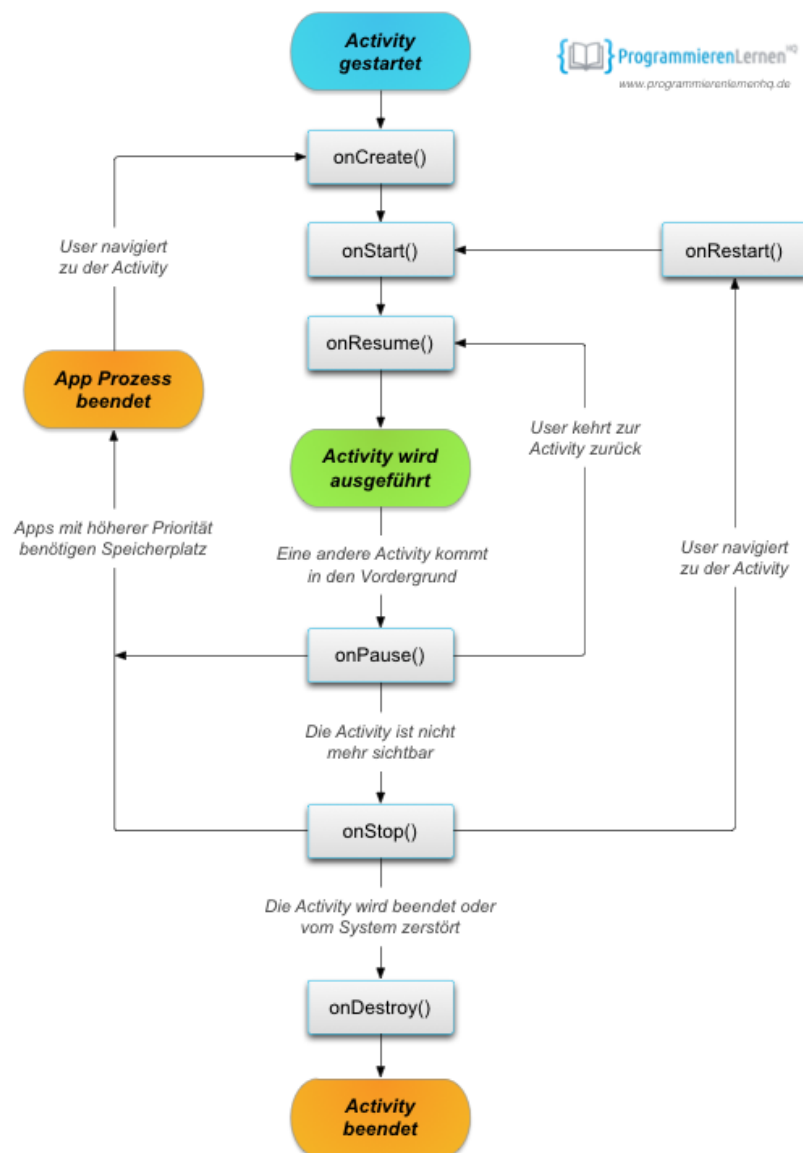 Activity
gestartet
{ } ProgrammierenLernen HQ
www.programmierenlernenhq.de
onCreate()
User navigiert
zu der Activity
onStart()
onRestart()
onResume()
App Prozess
beendet
User kehrt zur
Activity zurück
Activity wird
ausgeführt
Apps mit höherer Priorität
benötigen Speicherplatz
Eine andere Activity kommt
in den Vordergrund
User navigiert
zu der Activity
onPause()
Die Activity ist nicht
mehr sichtbar
onStop()
Die Activity wird beendet oder
vom System zerstört
onDestroy()
Activity
beendet